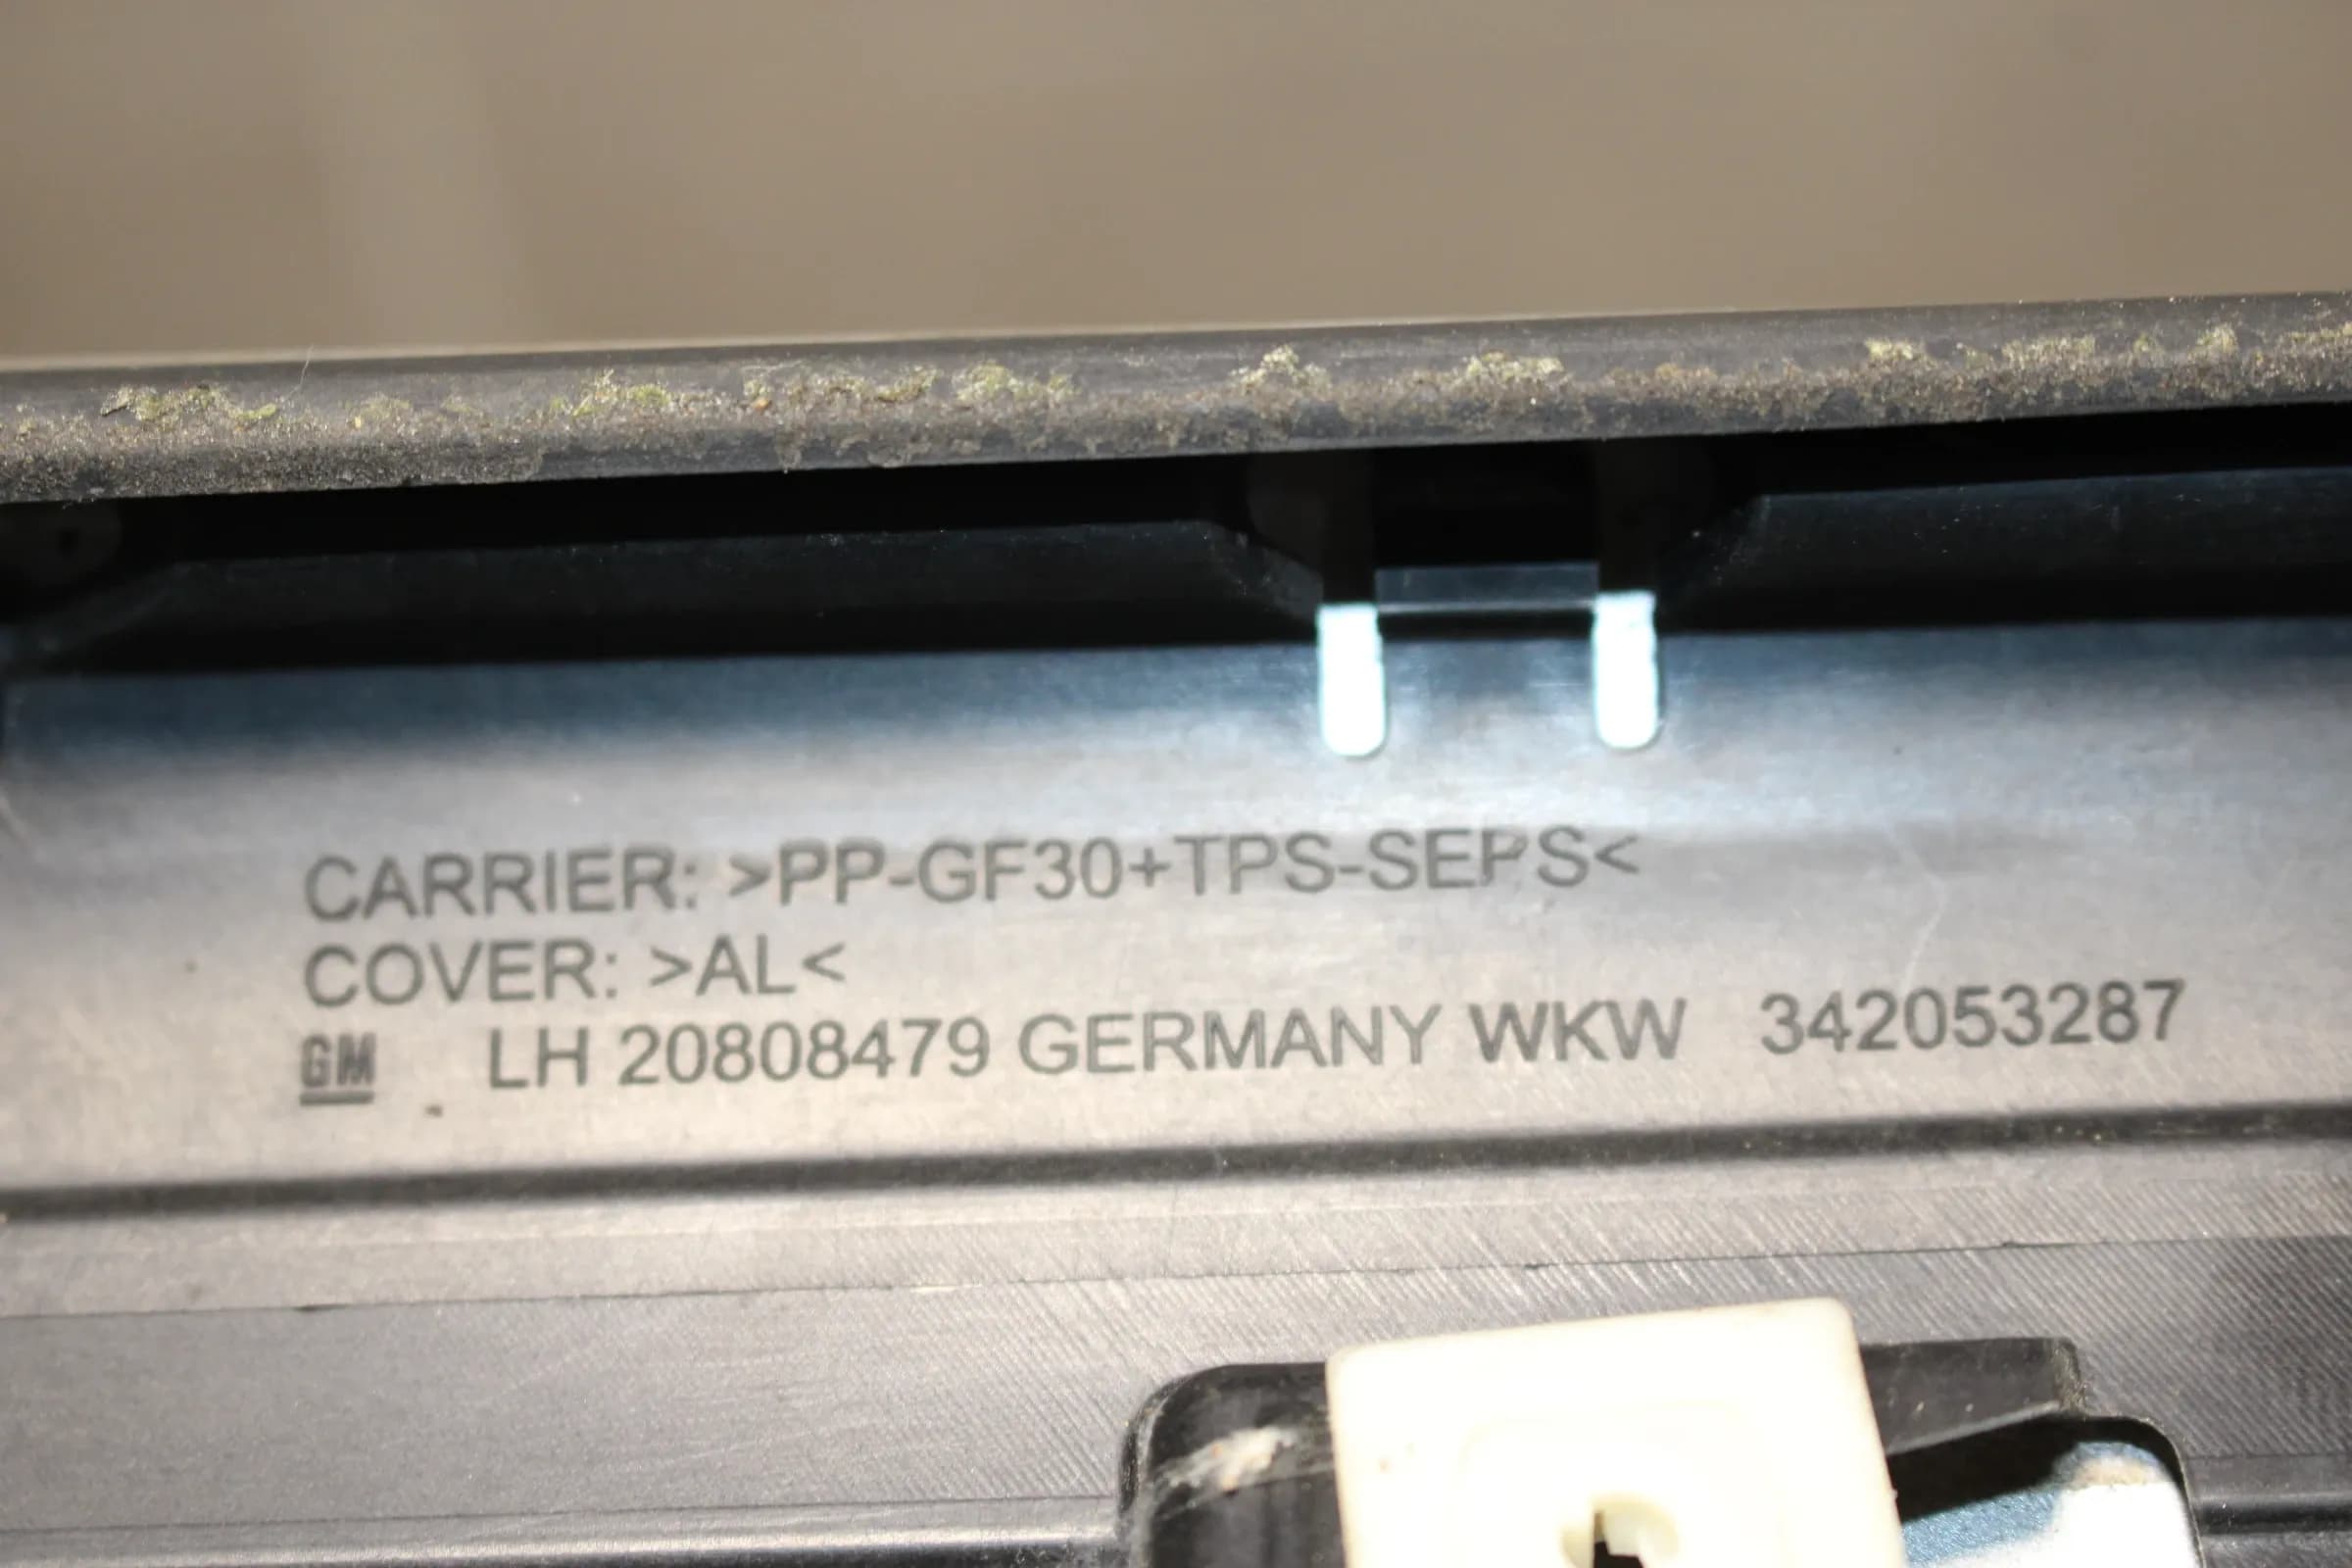 CARRIER: >PP-GF30+TPS-SEPS<
COVER: >AL<
GM LH 20808479 GERMANY WKW 342053287